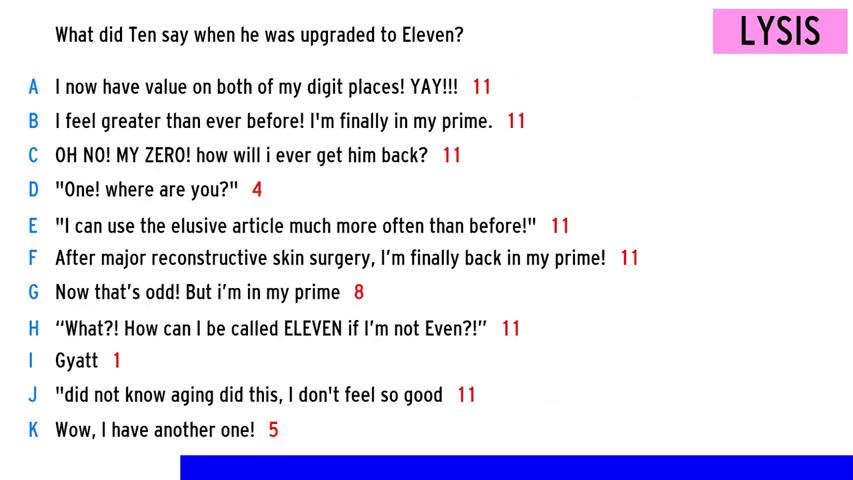 What did Ten say when he was upgraded to Eleven?
LYSIS
A I now have value on both of my digit places! YAY!!! 11
B I feel greater than ever before! I'm finally in my prime. 11
C OH NO! MY ZERO! how will i ever get him back? 11
D "One! where are you?" 4
E "I can use the elusive article much more often than before!" 11
F After major reconstructive skin surgery, I’m finally back in my prime! 11
G Now that’s odd! But i’m in my prime 8
H “What?! How can I be called ELEVEN if I’m not Even?!” 11
I Gyatt 1
J "did not know aging did this, I don't feel so good 11
K Wow, I have another one! 5